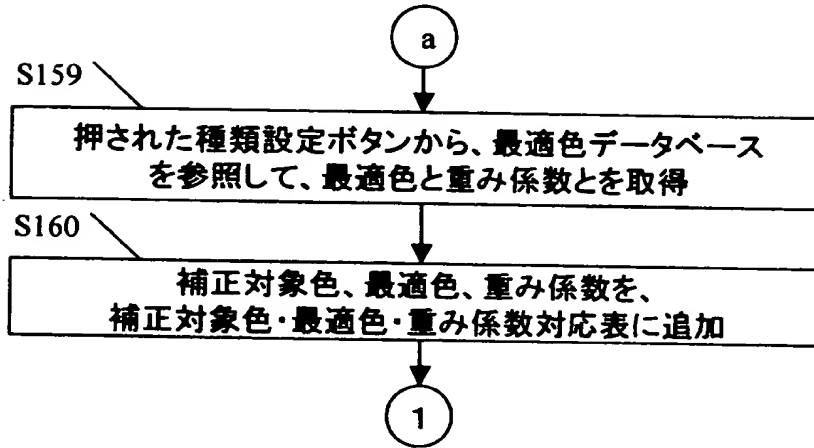 a
S159
押された種類設定ボタンから、最適色データベース
を参照して、最適色と重み係数とを取得
S160
補正対象色、最適色、重み係数を、
補正対象色・最適色・重み係数対応表に追加
1